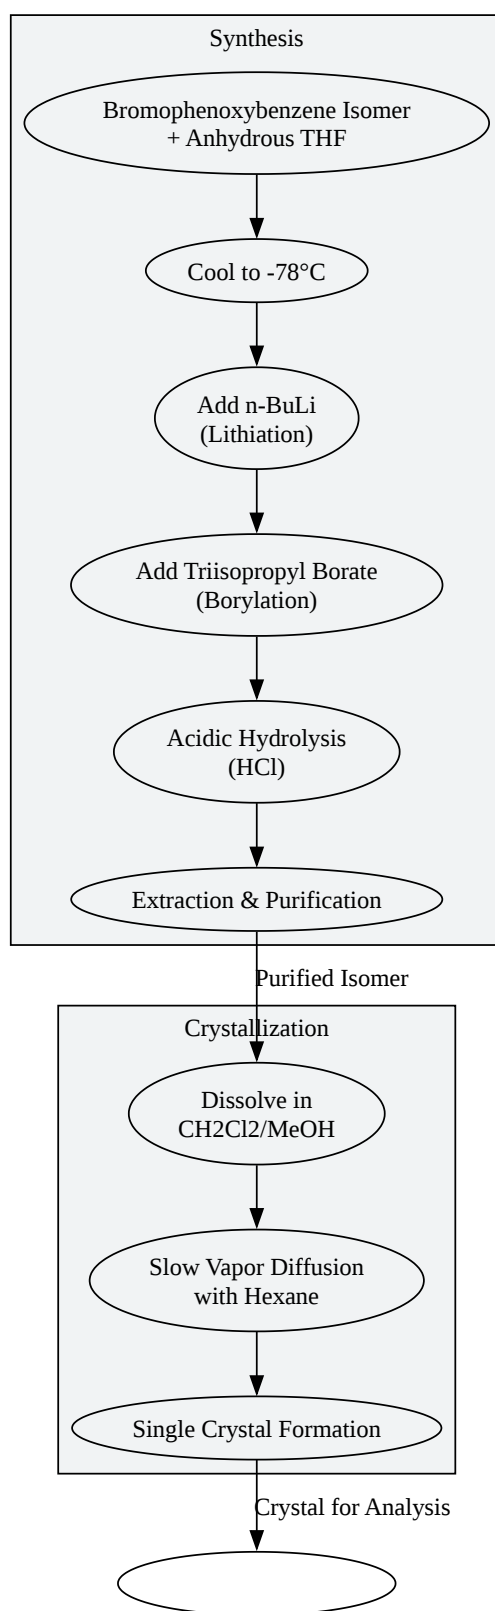 Synthesis
Bromophenoxybenzene Isomer
+ Anhydrous THF
Cool to -78°C
Add n-BuLi
(Lithiation)
Add Triisopropyl Borate
(Borylation)
Acidic Hydrolysis
(HCl)
Extraction & Purification
Purified Isomer
Crystallization
Dissolve in
CH2Cl2/MeOH
Slow Vapor Diffusion
with Hexane
Single Crystal Formation
Crystal for Analysis